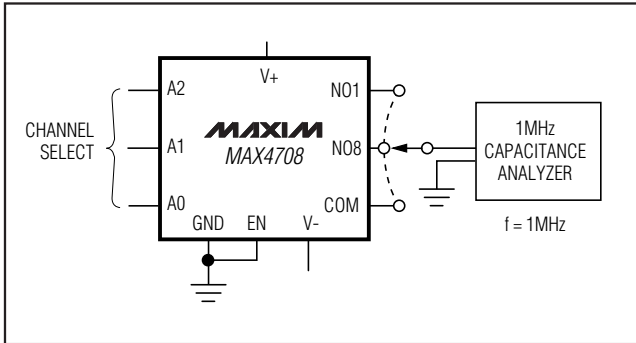 V+
A2
NO1
CHANNEL
SELECT
A1
MAXIM
MAX4708
NO8
1MHz
CAPACITANCE
ANALYZER
A0
COM
GND
EN
V-
f = 1MHz